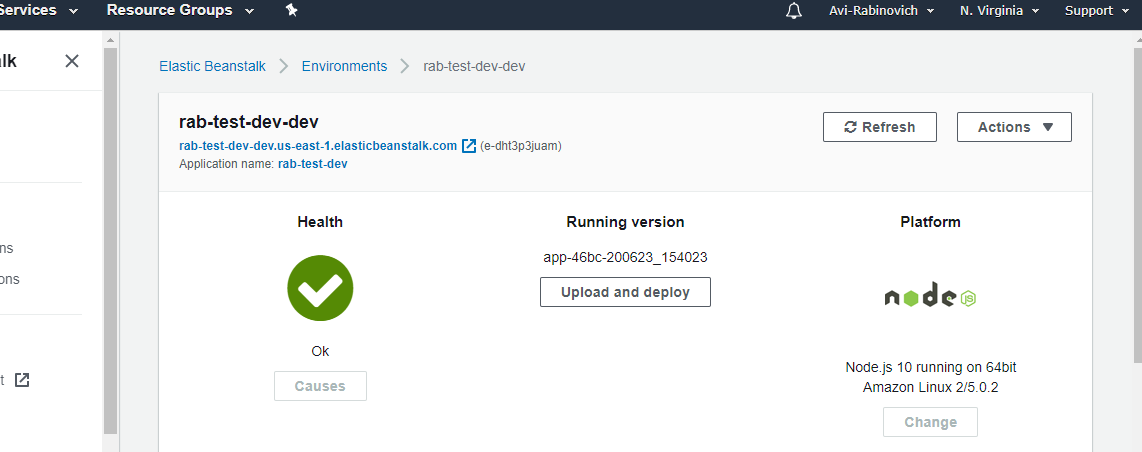 Services Resource Groups Avi-Rabinovich N. Virginia Support
Elastic Beanstalk Environments rab-test-dev-dev
rab-test-dev-dev
rab-test-dev-dev.us-east-1.elasticbeanstalk.com (e-dht3p3juam)
Application name: rab-test-dev
Refresh Actions
Health
Ok
Causes
Running version
app-46bc-200623_154023
Upload and deploy
Platform
node JS
Node.js 10 running on 64bit
Amazon Linux 2/5.0.2
Change